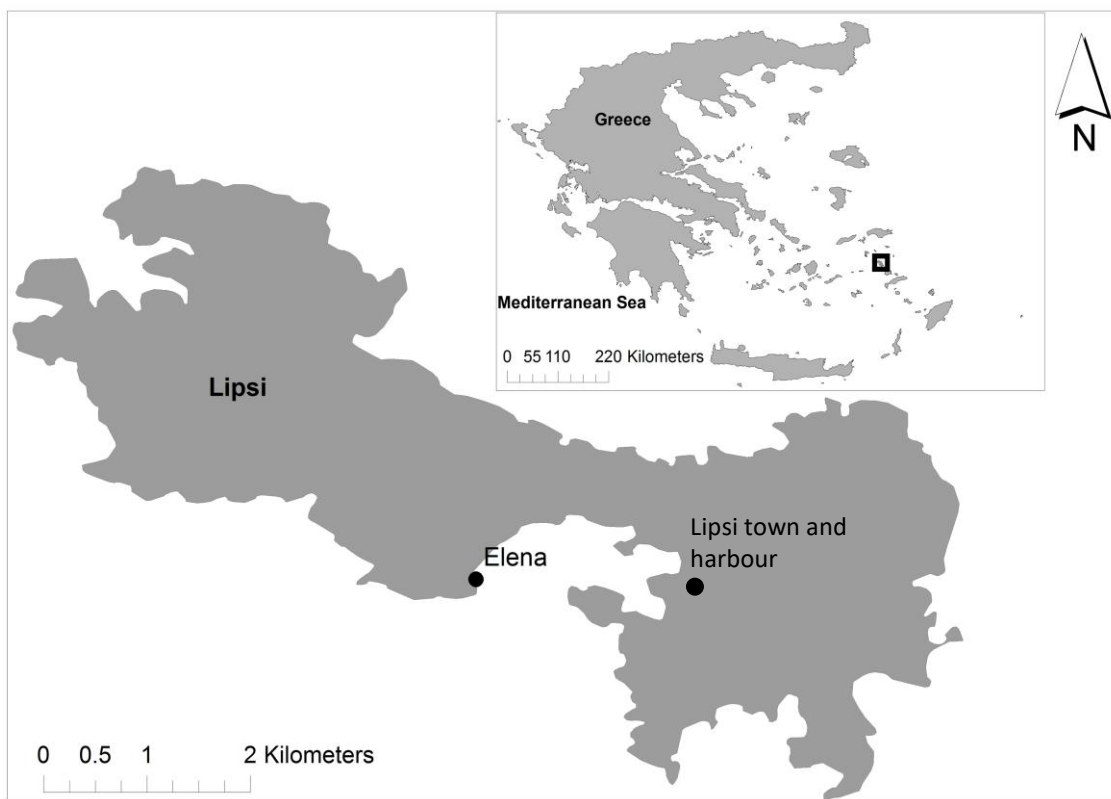 Greece
N
Mediterranean Sea
0 55 110 220 Kilometers
Lipsi
Lipsi town and
harbour
Elena
0 0.5 1 2 Kilometers